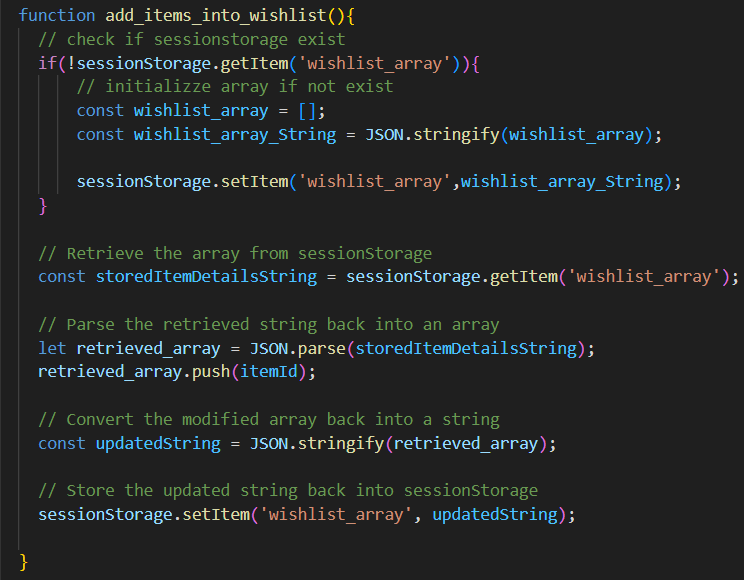 function add_items_into_wishlist(){
// check if sessionstorage exist
if(!sessionStorage.getItem('wishlist_array')){
// initializze array if not exist
const wishlist_array = [];
const wishlist_array_String = JSON.stringify(wishlist_array);
sessionStorage.setItem('wishlist_array',wishlist_array_String);
}
// Retrieve the array from sessionStorage
const storedItemDetailsString = sessionStorage.getItem('wishlist_array');
// Parse the retrieved string back into an array
let retrieved_array = JSON.parse(storedItemDetailsString);
retrieved_array.push(itemId);
// Convert the modified array back into a string
const updatedString = JSON.stringify(retrieved_array);
// Store the updated string back into sessionStorage
sessionStorage.setItem('wishlist_array', updatedString);
}